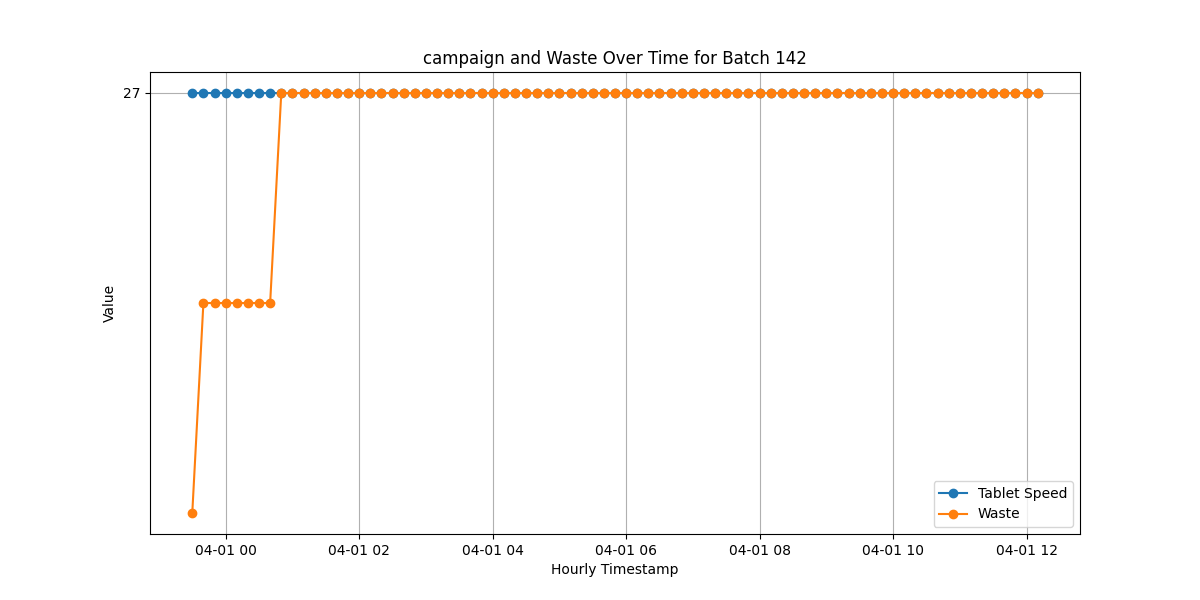 campaign and Waste Over Time for Batch 142
27
Value
Tablet Speed
Waste
04-01 00
04-01 02
04-01 04
04-01 06
04-01 08
04-01 10
04-01 12
Hourly Timestamp